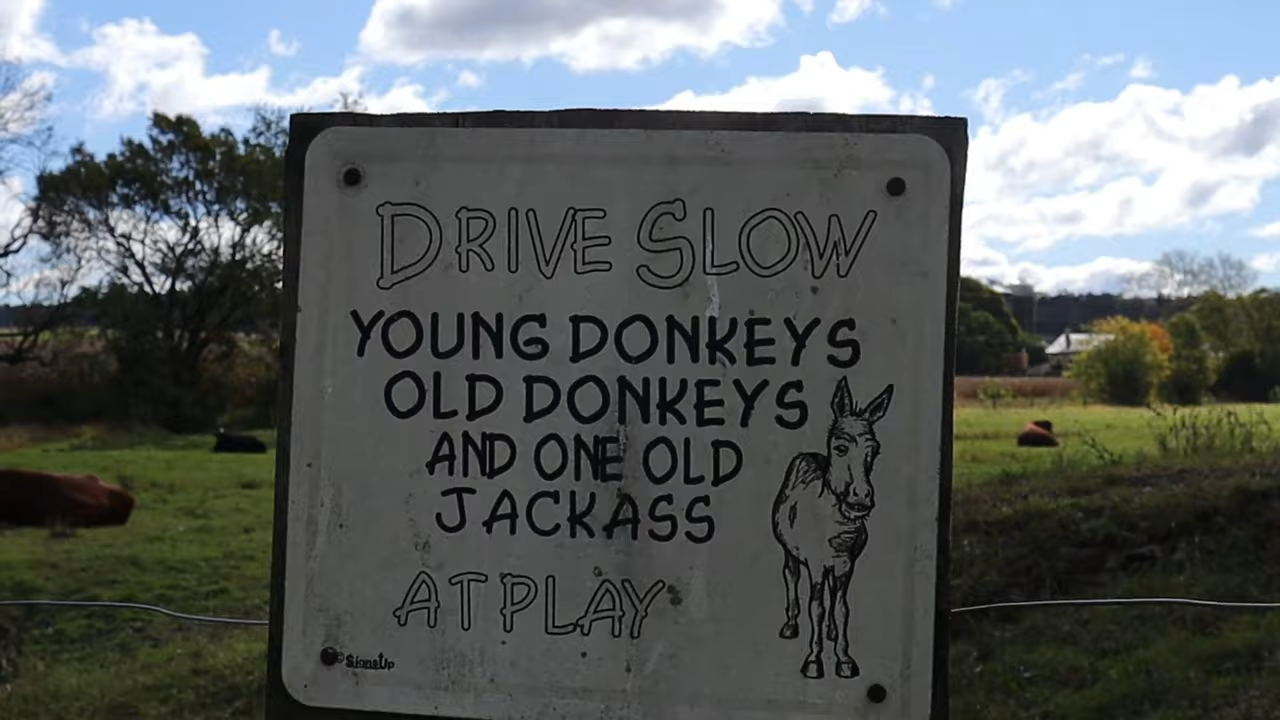 DRIVE SLOW
YOUNG DONKEYS
OLD DONKEYS
AND ONE OLD
JACKASS
AT PLAY
©SignsUp